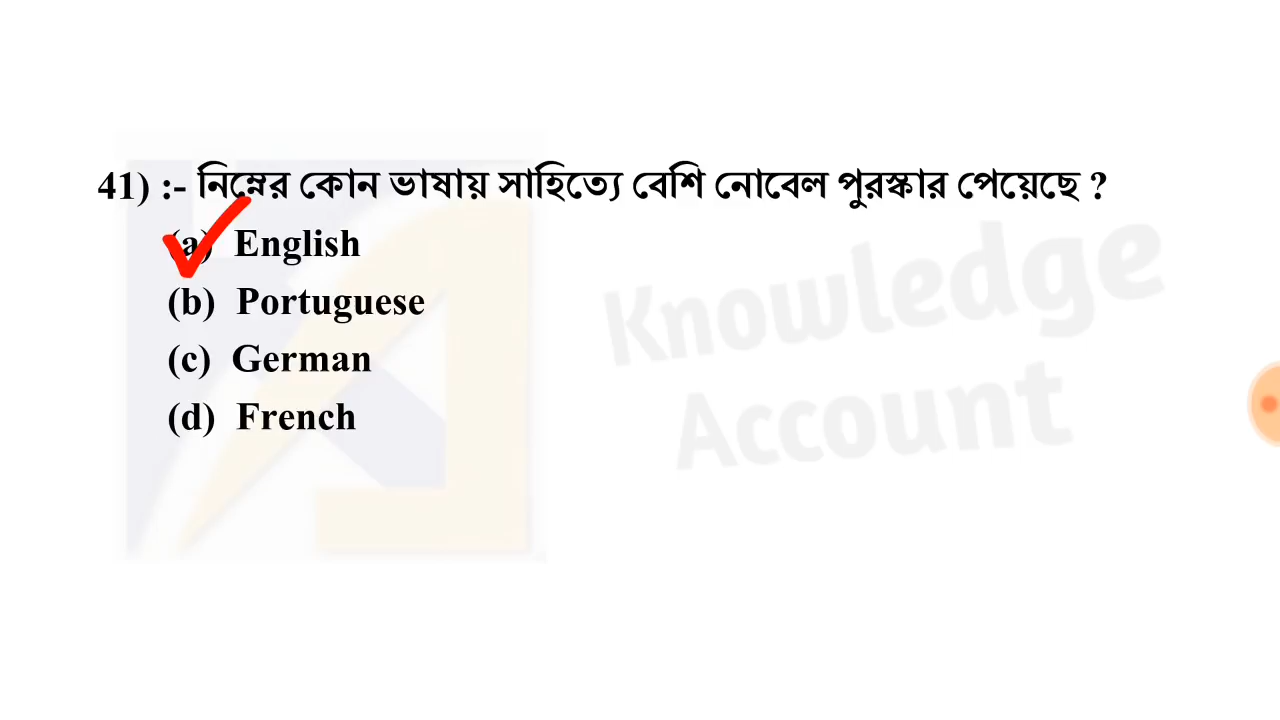 41) :- নিম্নের কোন ভাষায় সাহিত্যে বেশি নোবেল পুরস্কার পেয়েছে ?
(a) English
(b) Portuguese
(c) German
(d) French
Knowledge
Account